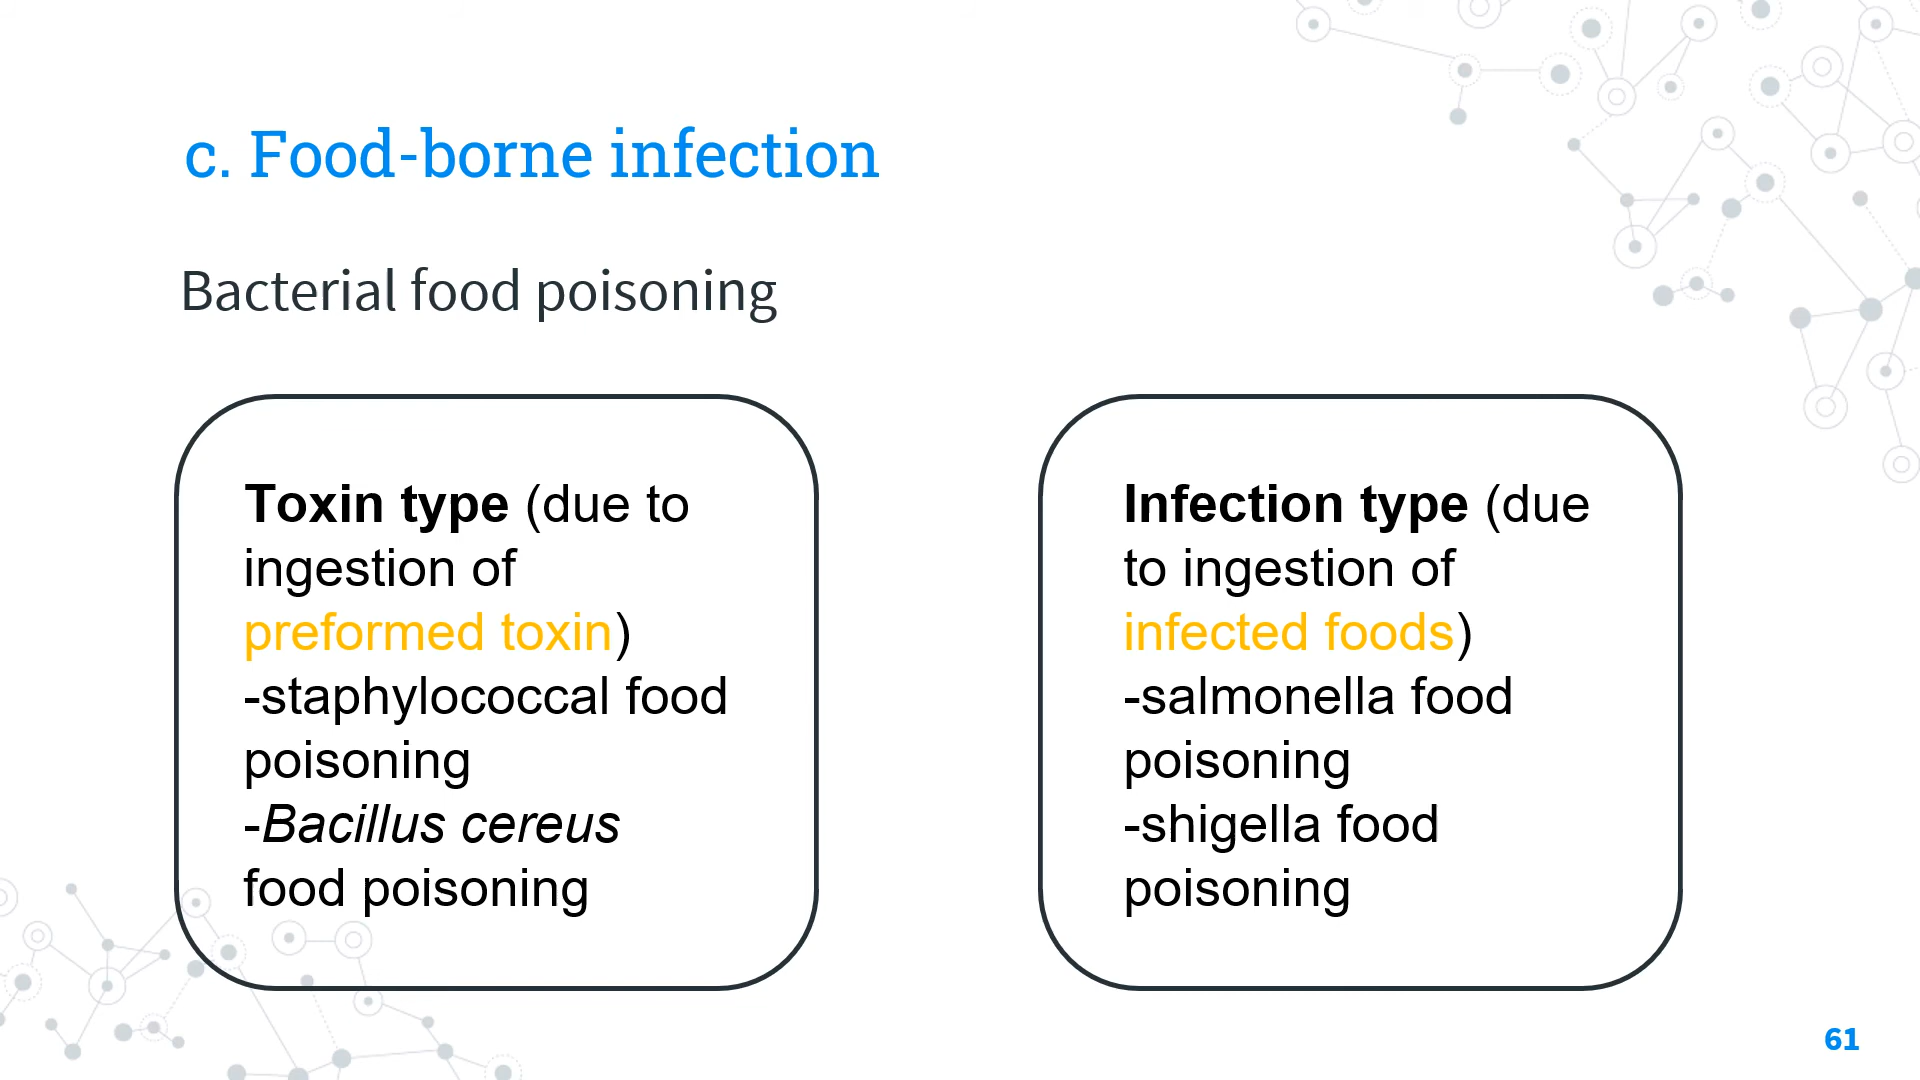 c. Food-borne infection
Bacterial food poisoning
Toxin type (due to
ingestion of
preformed toxin)
-staphylococcal food
poisoning
-Bacillus cereus
food poisoning
Infection type (due
to ingestion of
infected foods)
-salmonella food
poisoning
-shigella food
poisoning
61